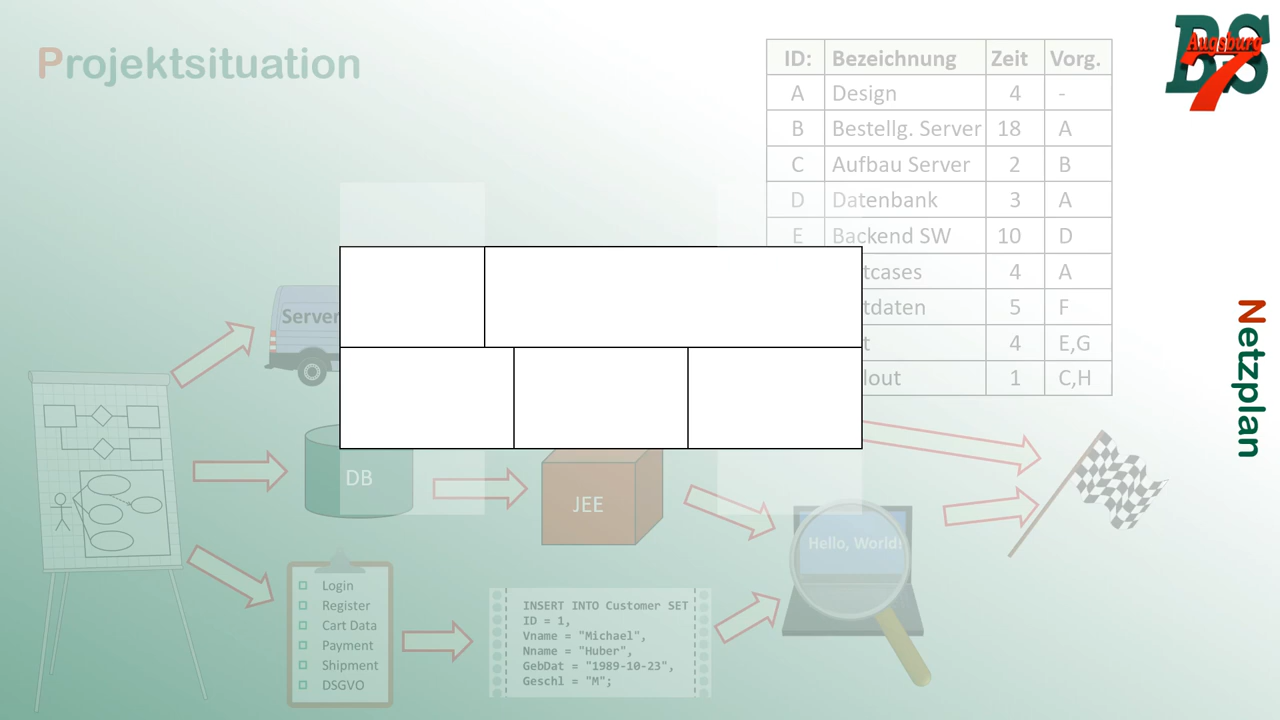 Projektsituation
BS
Augsburg
7
ID: Bezeichnung Zeit Vorg.
A Design 4 -
B Bestellg. Server 18 A
C Aufbau Server 2 B
D Datenbank 3 A
E Backend SW 10 D
tcases 4 A
tdaten 5 F
t 4 E,G
lout 1 C,H
Netzplan
Server
DB
JEE
Hello, World!
Login
Register
Cart Data
Payment
Shipment
DSGVO
INSERT INTO Customer SET
ID = 1,
Vname = "Michael",
Nname = "Huber",
GebDat = "1989-10-23",
Geschl = "M";